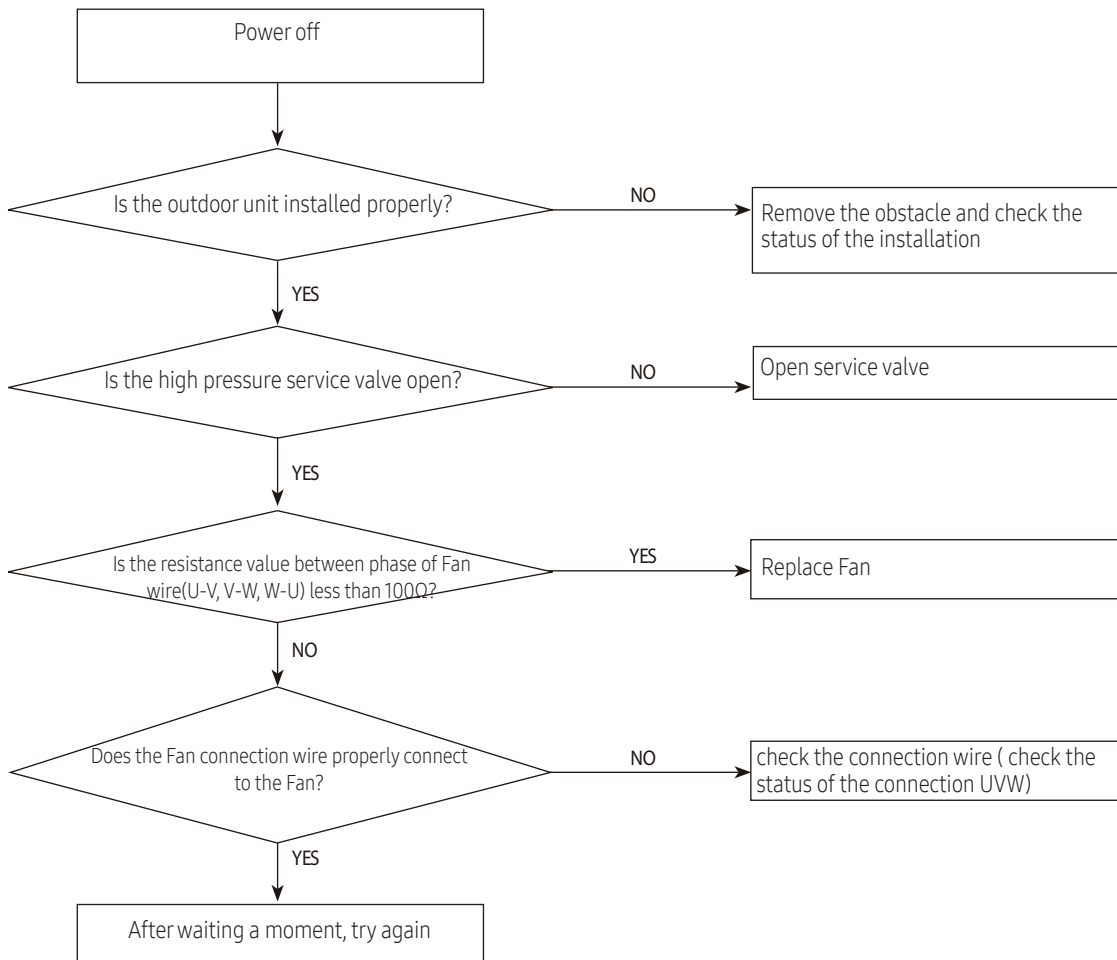 Power off
Is the outdoor unit installed properly?
NO
Remove the obstacle and check the
status of the installation
YES
Is the high pressure service valve open?
NO
Open service valve
YES
Is the resistance value between phase of Fan
wire(U-V, V-W, W-U) less than 100Ω?
YES
Replace Fan
NO
Does the Fan connection wire properly connect
to the Fan?
NO
check the connection wire ( check the
status of the connection UVW)
YES
After waiting a moment, try again